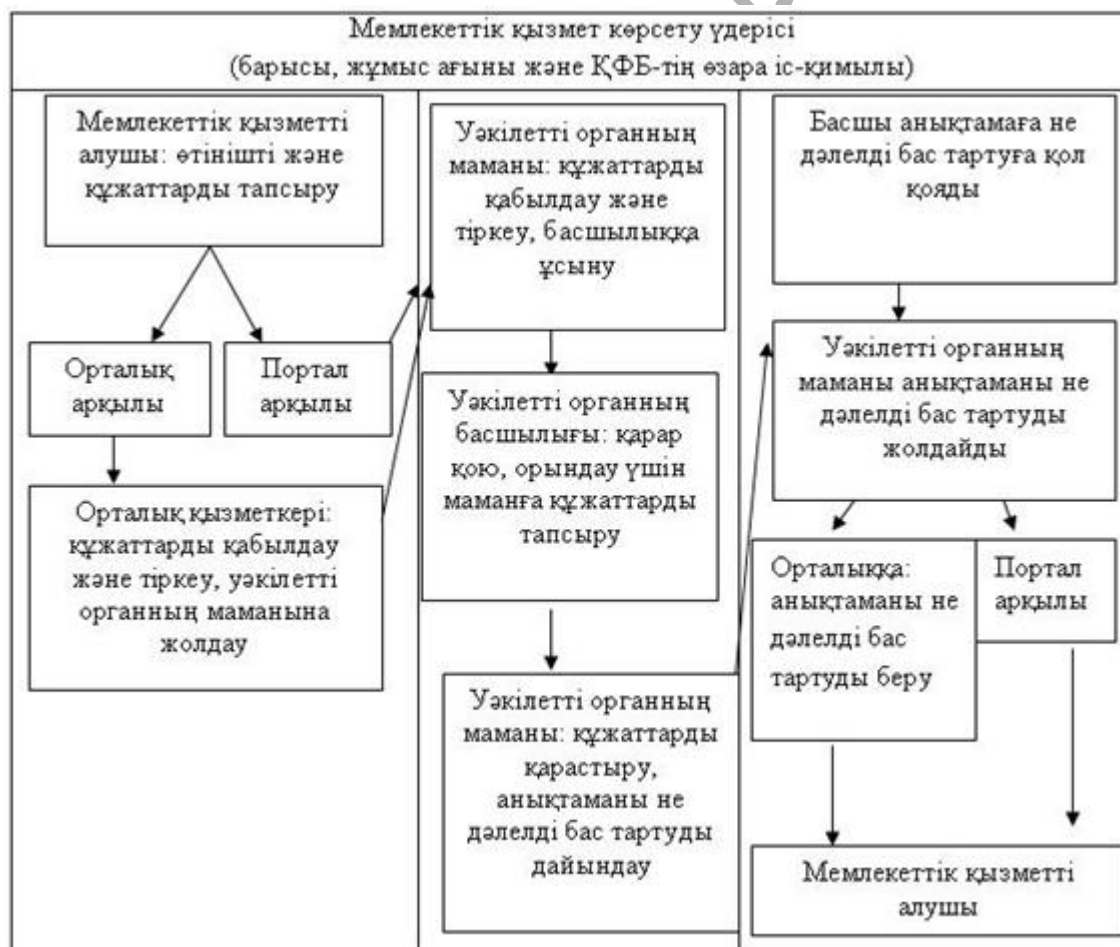 Мемлекеттік қызмет көрсету үдерісі
(барысы, жұмыс ағыны және ҚФБ-тің өзара іс-қимылы)
Мемлекеттік қызметті
алушы: өтінішті және
құжаттарды тапсыру
Орталық
арқылы
Портал
арқылы
Орталық қызметкері:
құжаттарды қабылдау
және тіркеу, уәкілетті
органның маманына
жолдау
Уәкілетті органның
маманы: құжаттарды
қабылдау және
тіркеу, басшылыққа
ұсыну
Уәкілетті органның
басшылығы: қарар
қою, орындау үшін
маманға құжаттарды
тапсыру
Уәкілетті органның
маманы: құжаттарды
қарастыру,
анықтаманы не
дәлелді бас тартуды
дайындау
Басшы анықтамаға не
дәлелді бас тартуға қол
қояды
Уәкілетті органның
маманы анықтаманы не
дәлелді бас тартуды
жолдайды
Орталыққа:
анықтаманы не
дәлелді бас
тартуды беру
Портал
арқылы
Мемлекеттік қызметті
алушы